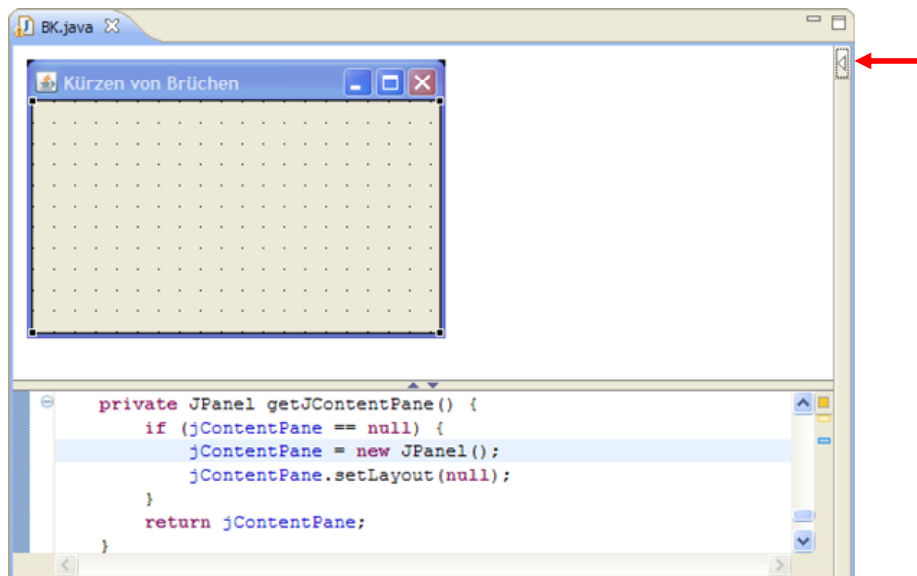 BK.java
Kürzen von Brüchen
private JPanel getJContentPane() {
if (jContentPane == null) {
jContentPane = new JPanel();
jContentPane.setLayout(null);
}
return jContentPane;
}